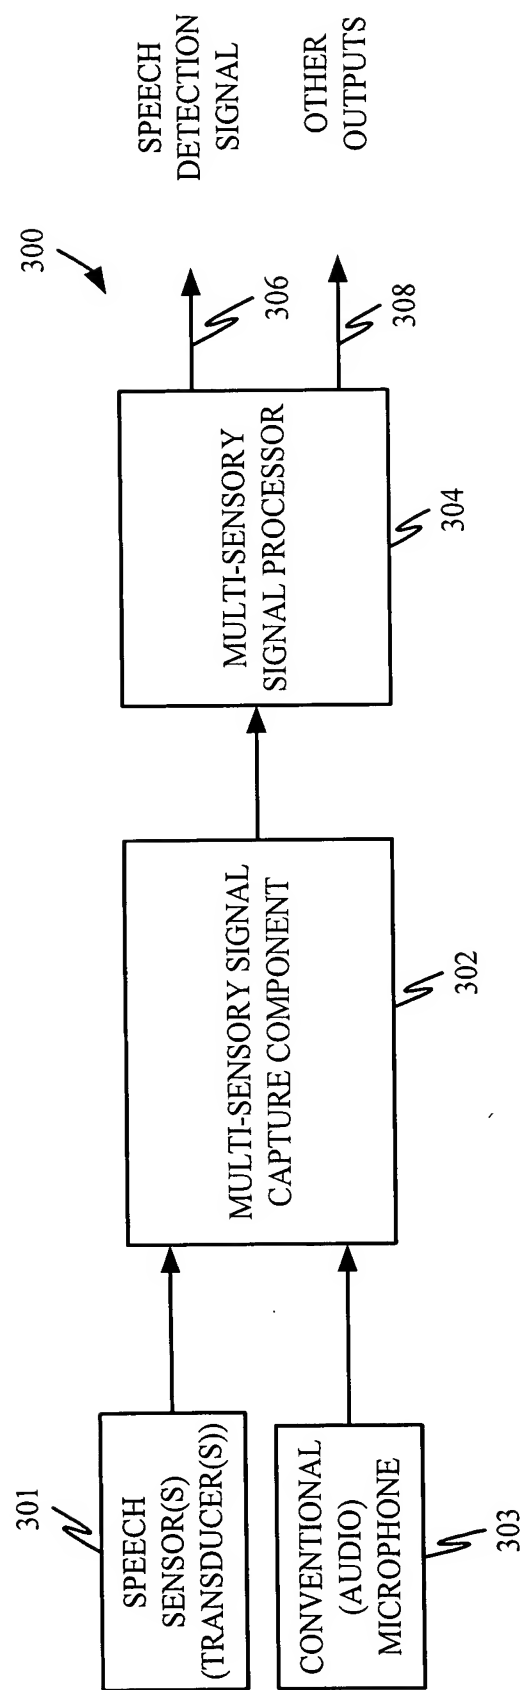 300
301
SPEECH
SENSOR(S)
(TRANSDUCER(S))
CONVENTIONAL
(AUDIO)
MICROPHONE
303
MULTI-SENSORY SIGNAL
CAPTURE COMPONENT
302
MULTI-SENSORY
SIGNAL PROCESSOR
304
306
308
SPEECH
DETECTION
SIGNAL
OTHER
OUTPUTS